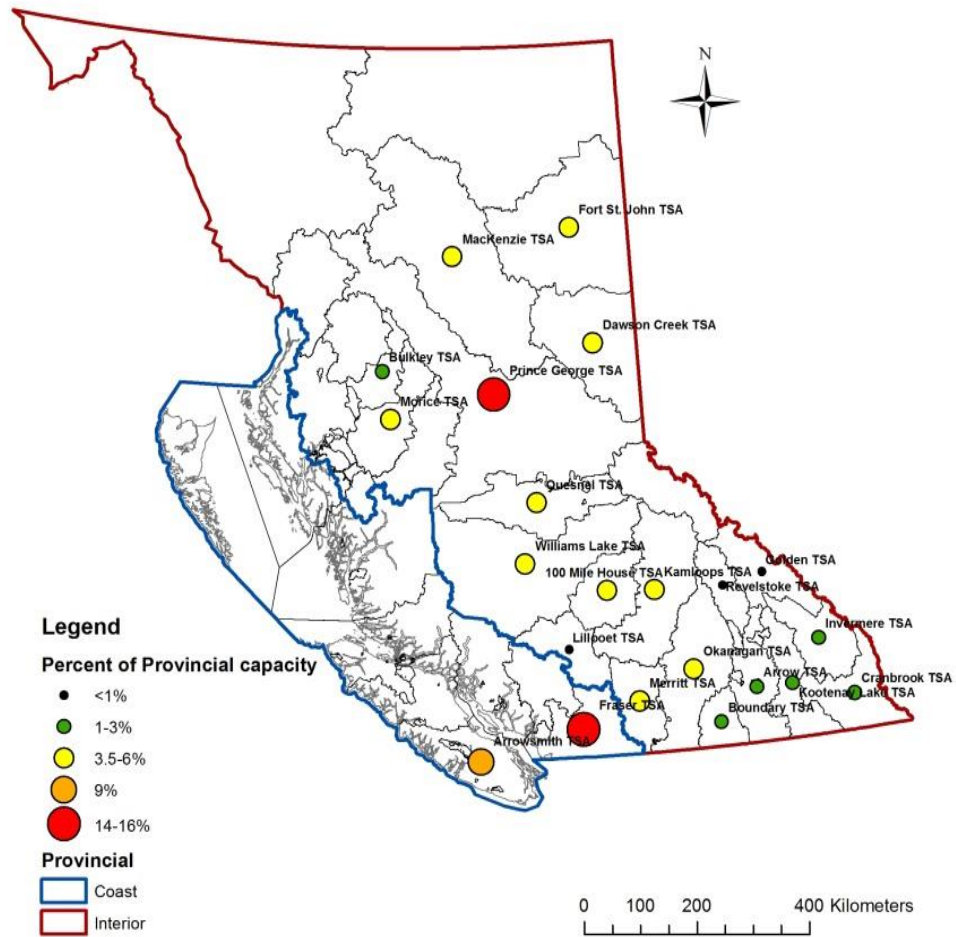 N
Fort St. John TSA
MacKenzie TSA
Dawson Creek TSA
Bulkley TSA
Prince George TSA
Morice TSA
Quesnel TSA
Williams Lake TSA
Golden TSA
100 Mile House TSA
Kamloops TSA
Revelstoke TSA
Invermere TSA
Lillooet TSA
Okanagan TSA
Cranbrook TSA
Arrow TSA
Merritt TSA
Kootenay Lake TSA
Boundary TSA
Fraser TSA
Arrowsmith TSA
Legend
Percent of Provincial capacity
<1%
1-3%
3.5-6%
9%
14-16%
Provincial
Coast
Interior
0 100 200 400 Kilometers